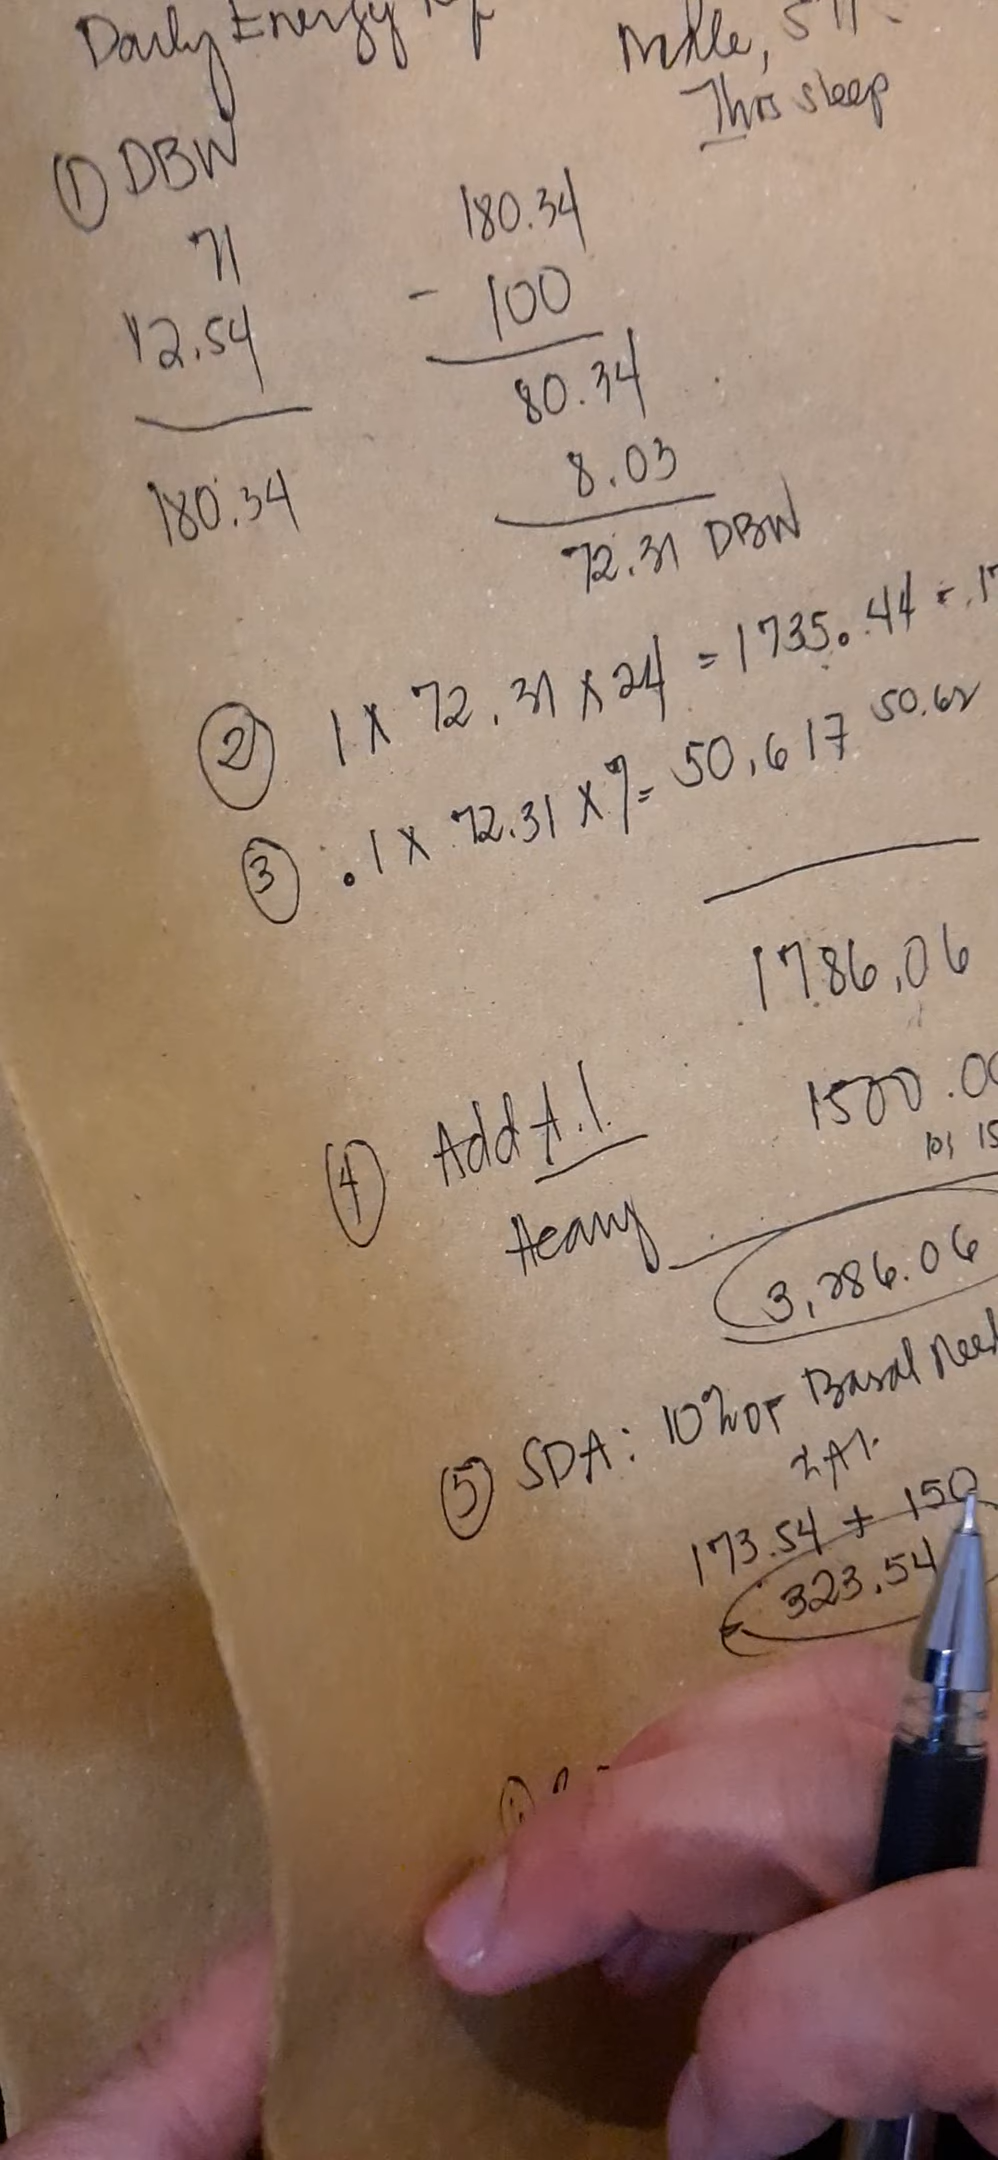 Daily Energy
Male, 5'11"
7hrs sleep
① DBW
71
12.54
180.34
180.34
- 100
80.34
8.03
72.31 DBW
② 1 x 72.31 x 24 = 1735.44
③ .1 x 72.31 x 7 = 50.617 50.62
1786.06
④ Add A.I.
1500.00
Heavy
3,286.06
⑤ SDA: 10% of Basal
& A.I.
173.54 + 150
323.54